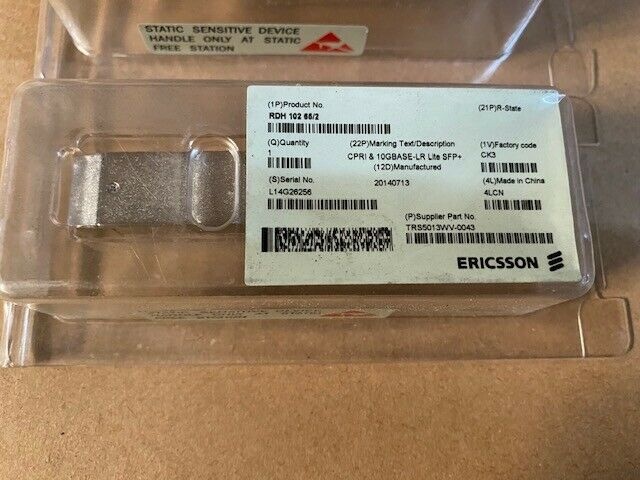 STATIC SENSITIVE DEVICE
HANDLE ONLY AT STATIC
FREE STATION
(1P)Product No.
RDH 102 65/2
(21P)R-State
(Q)Quantity
1
(22P)Marking Text/Description
CPRI & 10GBASE-LR Lite SFP+
(1V)Factory code
CK3
(12D)Manufactured
20140713
(S)Serial No.
L14G26256
(4L)Made in China
4LCN
(P)Supplier Part No.
TRS5013WV-0043
ERICSSON